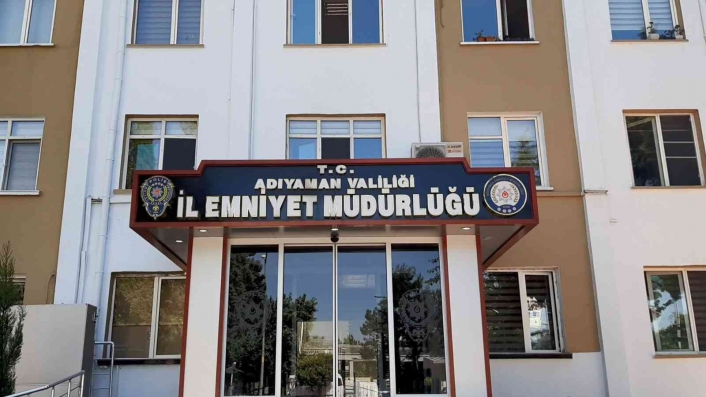 T.C.
ADIYAMAN VALİLİĞİ
İL EMNİYET MÜDÜRLÜĞÜ